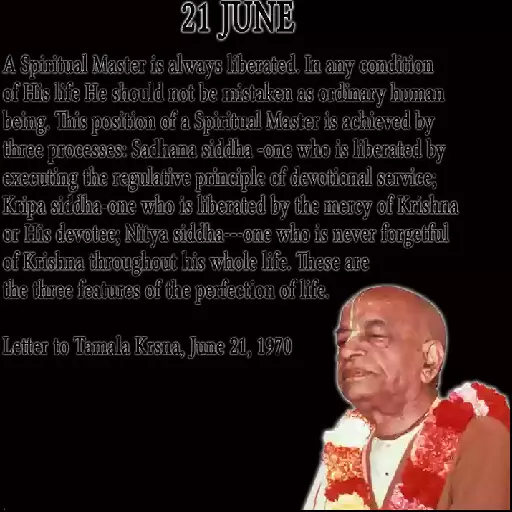 21 JUNE
A Spiritual Master is always liberated. In any condition
of His life He should not be mistaken as ordinary human
being. This position of a Spiritual Master is achieved by
three processes: Sadhana siddha -one who is liberated by
executing the regulative principle of devotional service;
Kripa siddha-one who is liberated by the mercy of Krishna
or His devotee; Nitya siddha---one who is never forgetful
of Krishna throughout his whole life. These are
the three features of the perfection of life.
Letter to Tamala Krsna, June 21, 1970